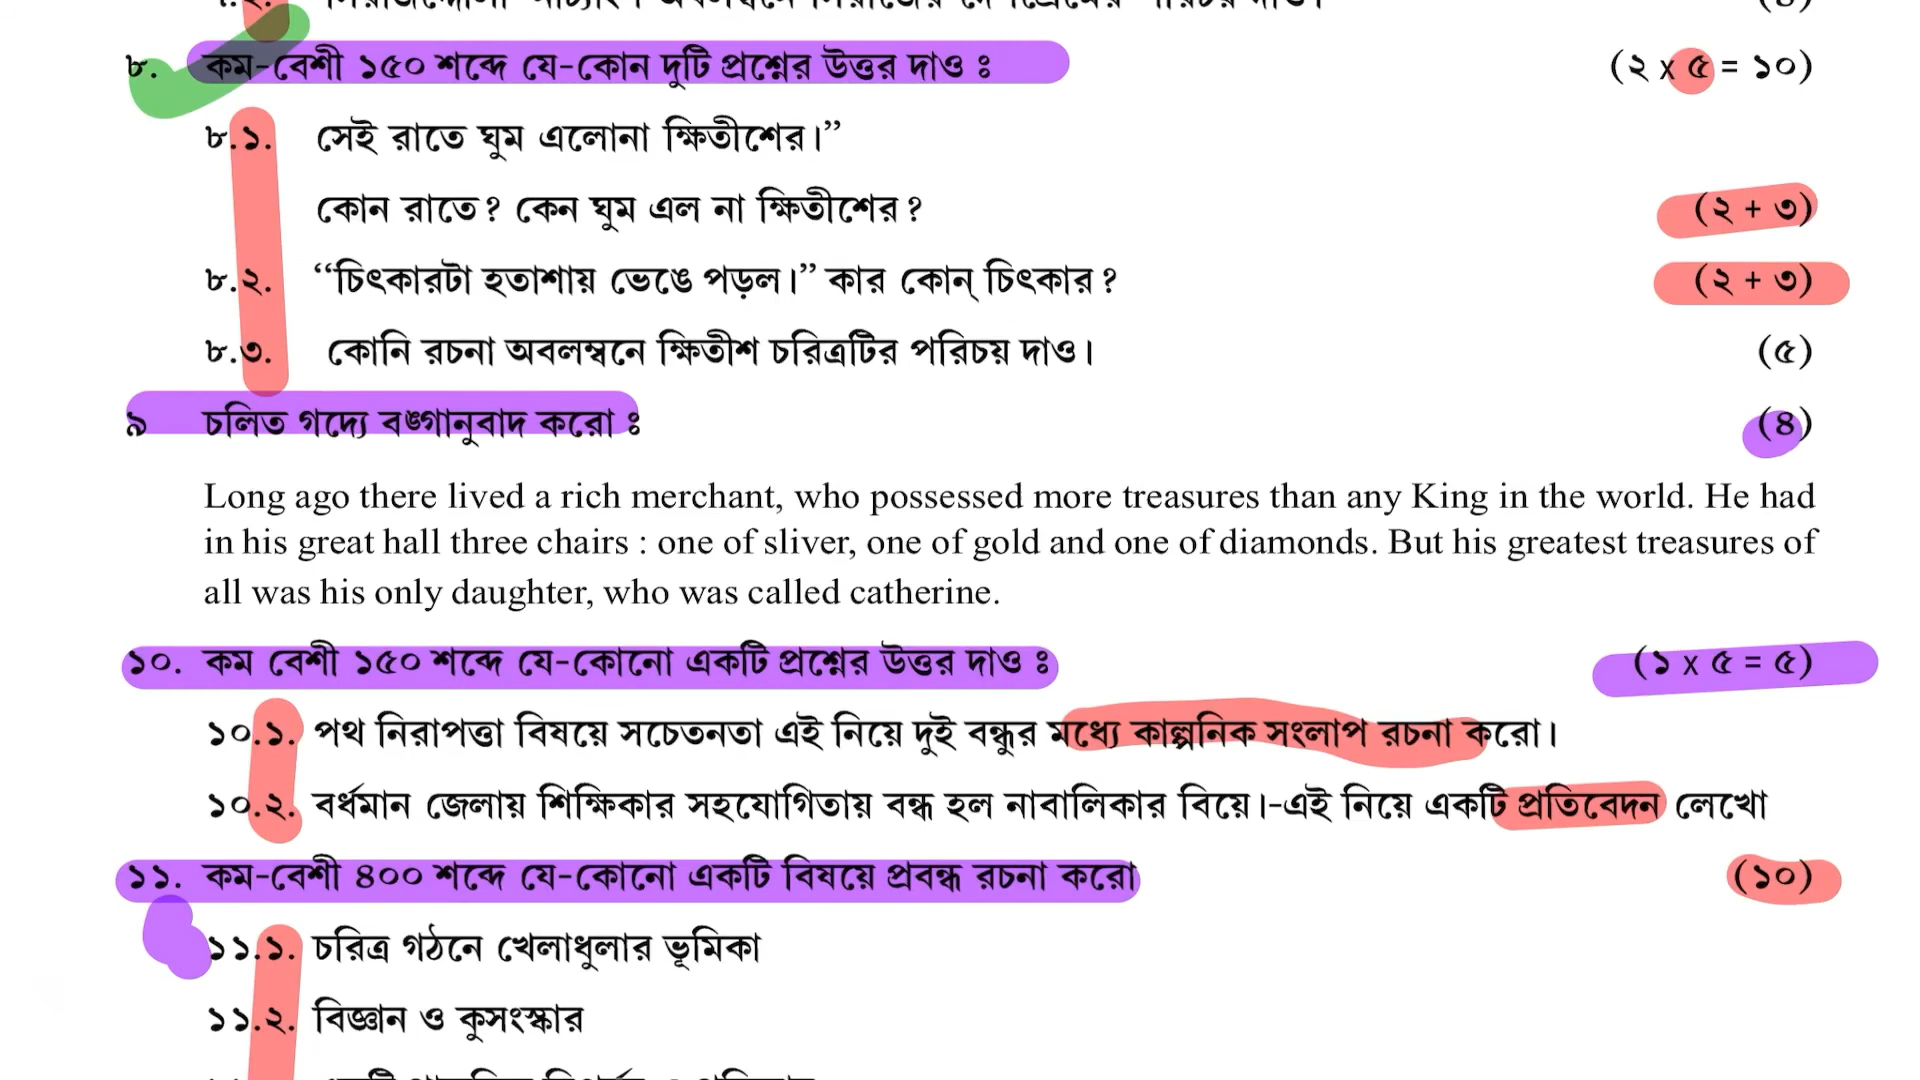 ৮. কম-বেশী ১৫০ শব্দে যে-কোন দুটি প্রশ্নের উত্তর দাও ঃ (২ x ৫ = ১০)
৮.১. সেই রাতে ঘুম এলোনা ক্ষিতীশের।”
কোন রাতে? কেন ঘুম এল না ক্ষিতীশের? (২ + ৩)
৮.২. “চিৎকারটা হতাশায় ভেঙে পড়ল।” কার কোন্ চিৎকার? (২ + ৩)
৮.৩. কোনি রচনা অবলম্বনে ক্ষিতীশ চরিত্রটির পরিচয় দাও। (৫)
৯ চলিত গদ্যে বঙ্গানুবাদ করো ঃ (৪)
Long ago there lived a rich merchant, who possessed more treasures than any King in the world. He had
in his great hall three chairs : one of sliver, one of gold and one of diamonds. But his greatest treasures of
all was his only daughter, who was called catherine.
১০. কম বেশী ১৫০ শব্দে যে-কোনো একটি প্রশ্নের উত্তর দাও ঃ (১ x ৫ = ৫)
১০.১. পথ নিরাপত্তা বিষয়ে সচেতনতা এই নিয়ে দুই বন্ধুর মধ্যে কাল্পনিক সংলাপ রচনা করো।
১০.২. বর্ধমান জেলায় শিক্ষিকার সহযোগিতায় বন্ধ হল নাবালিকার বিয়ে।-এই নিয়ে একটি প্রতিবেদন লেখো
১১. কম-বেশী ৪০০ শব্দে যে-কোনো একটি বিষয়ে প্রবন্ধ রচনা করো (১০)
১১.১. চরিত্র গঠনে খেলাধুলার ভূমিকা
১১.২. বিজ্ঞান ও কুসংস্কার